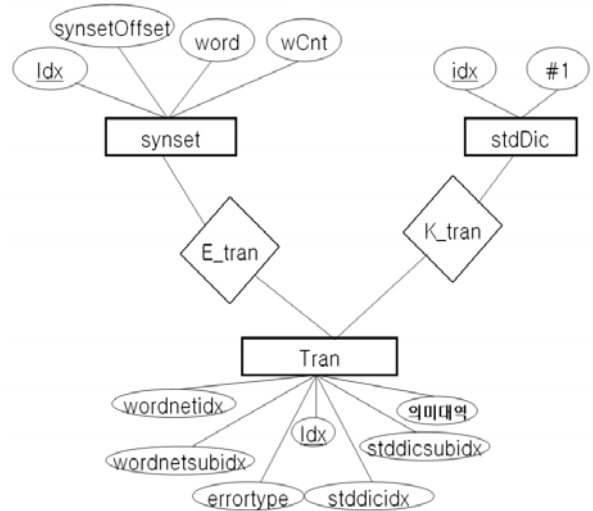 synsetOffset
Idx
word
wCnt
idx
#1
synset
stdDic
E_tran
K_tran
Tran
wordnetidx
의미대역
Idx
wordnetsubidx
stddicsubidx
errortype
stddicidx